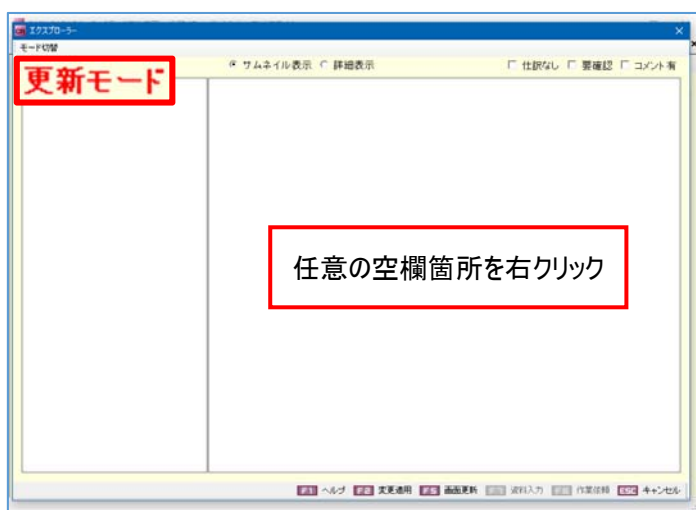 エクスプローラー
モード切替
更新モード
サムネイル表示 詳細表示 仕訳なし 要確認 コメント有
任意の空欄箇所を右クリック
F1 ヘルプ F2 変更適用 F5 画面更新 資料入力 作業依頼 ESC キャンセル